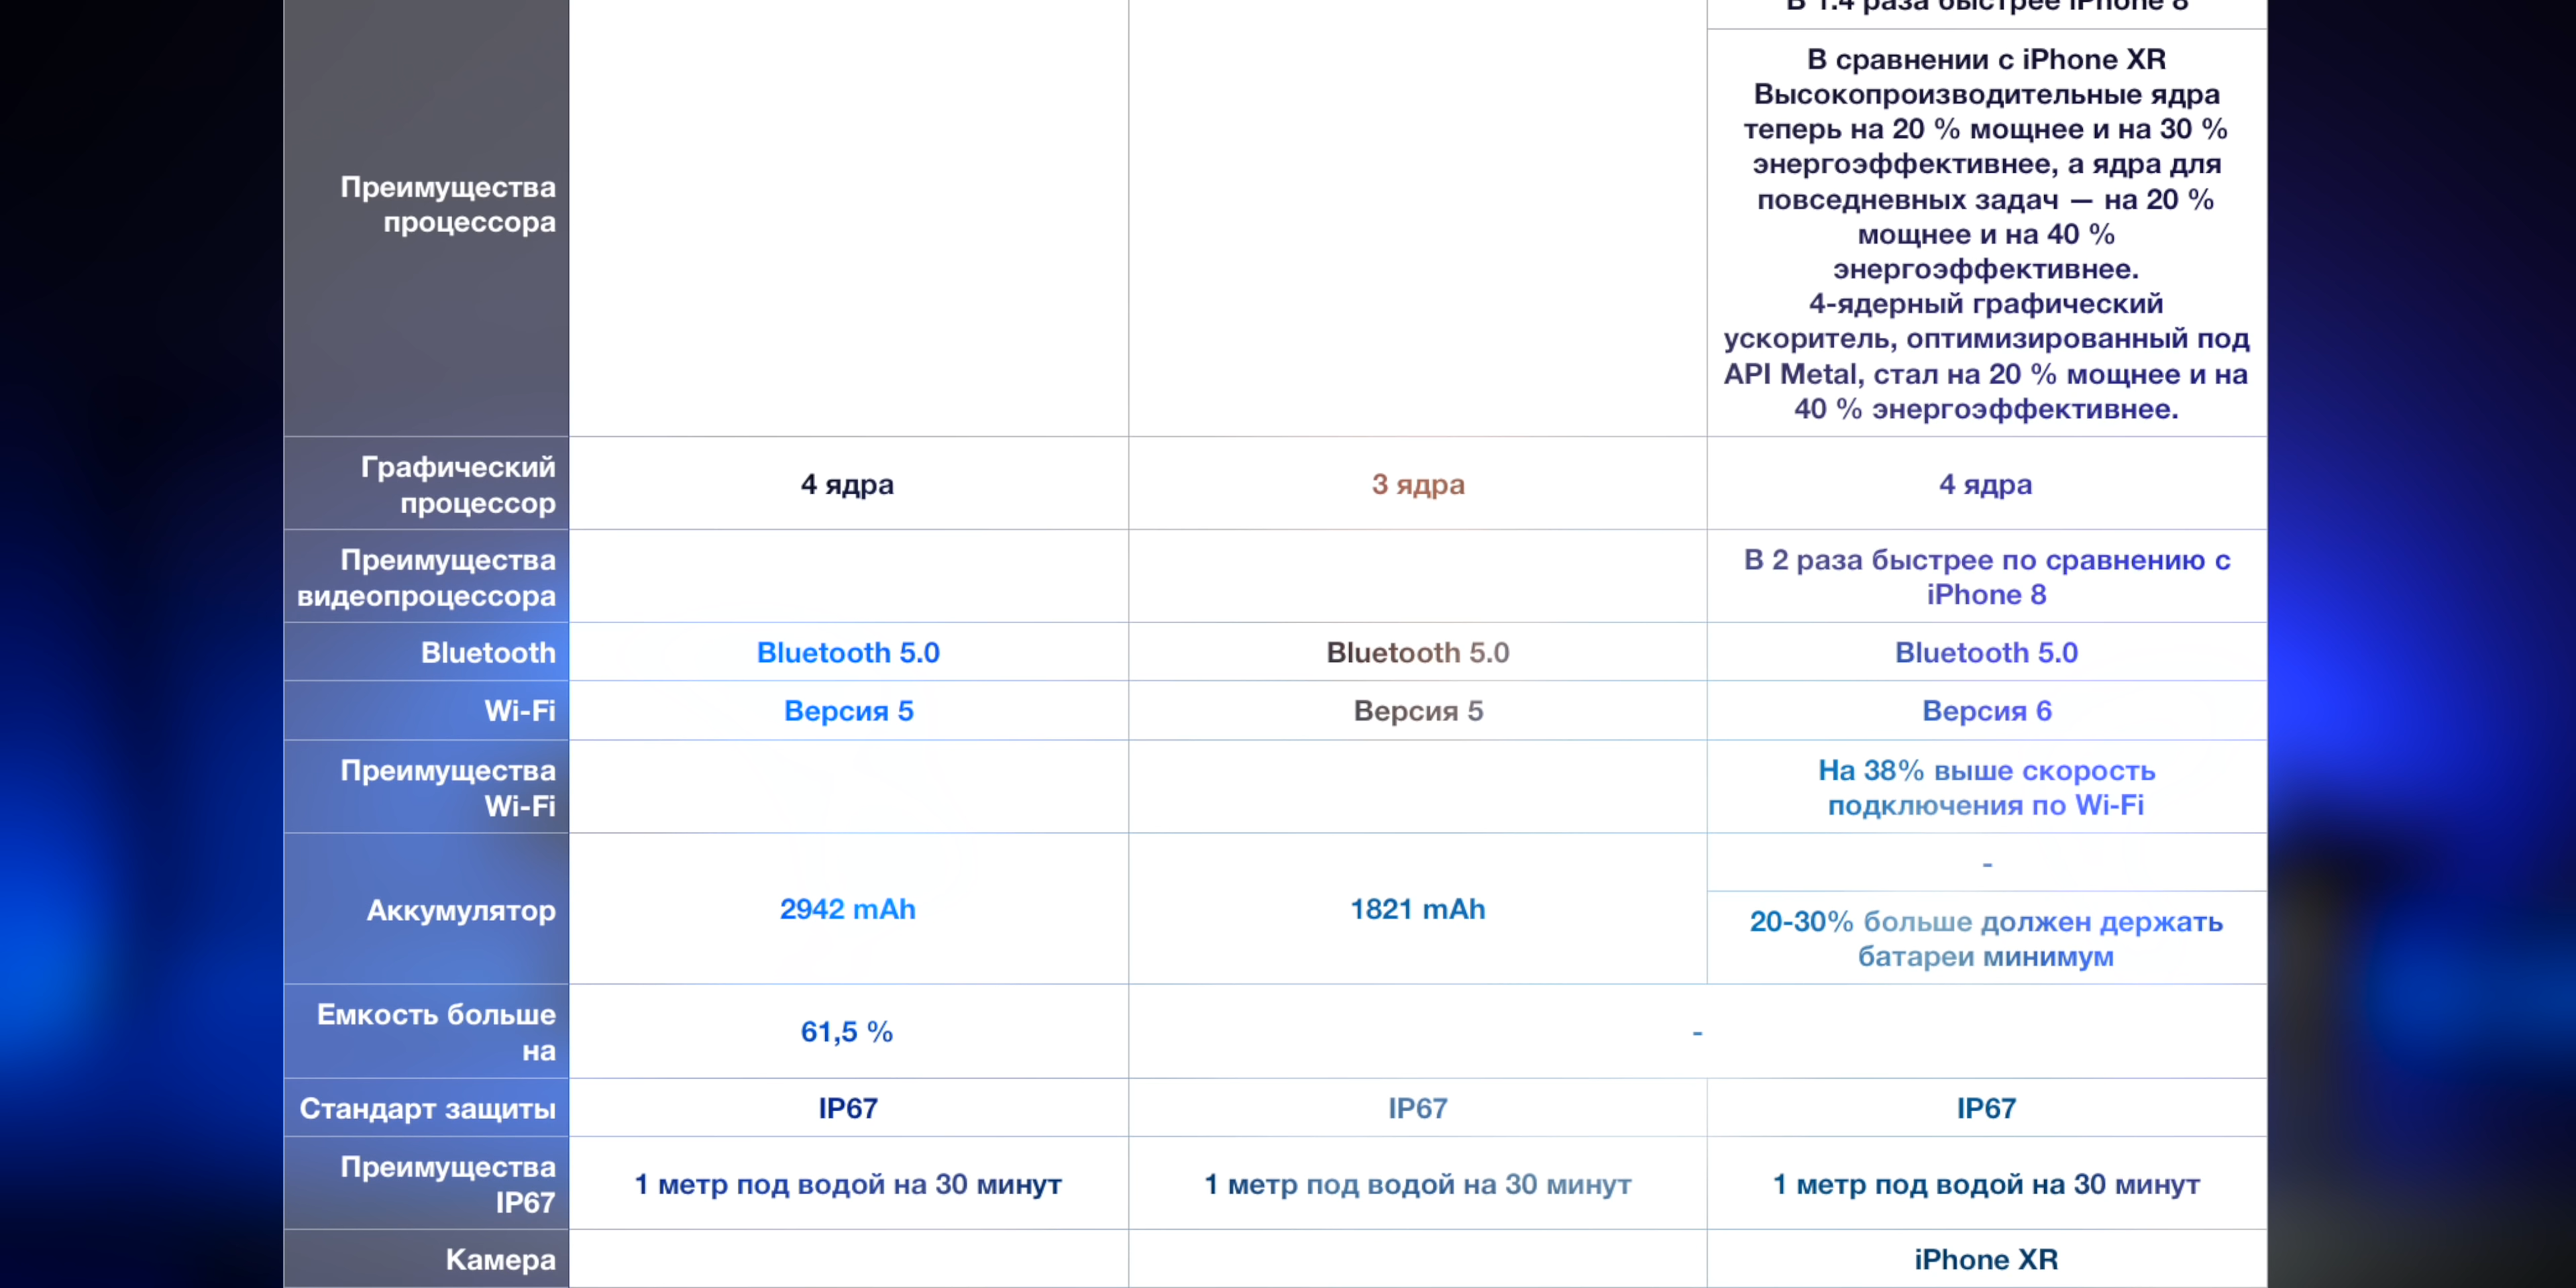 В 1.4 раза быстрее iPhone 8
Преимущества
процессора
В сравнении с iPhone XR
Высокопроизводительные ядра
теперь на 20 % мощнее и на 30 %
энергоэффективнее, а ядра для
повседневных задач — на 20 %
мощнее и на 40 %
энергоэффективнее.
4-ядерный графический
ускоритель, оптимизированный под
API Metal, стал на 20 % мощнее и на
40 % энергоэффективнее.
Графический
процессор
4 ядра
3 ядра
4 ядра
Преимущества
видеопроцессора
В 2 раза быстрее по сравнению с
iPhone 8
Bluetooth
Bluetooth 5.0
Bluetooth 5.0
Bluetooth 5.0
Wi-Fi
Версия 5
Версия 5
Версия 6
Преимущества
Wi-Fi
На 38% выше скорость
подключения по Wi-Fi
Аккумулятор
2942 mAh
1821 mAh
-
20-30% больше должен держать
батареи минимум
Емкость больше
на
61,5 %
-
Стандарт защиты
IP67
IP67
IP67
Преимущества
IP67
1 метр под водой на 30 минут
1 метр под водой на 30 минут
1 метр под водой на 30 минут
Камера
iPhone XR